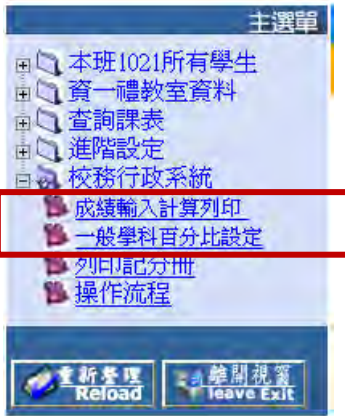 主選單
本班1021所有學生
資一禮教室資料
查詢課表
進階設定
校務行政系統
成績輸入計算列印
一般學科百分比設定
列印記分冊
操作流程
重新整理 離開視窗
Reload leave Exit